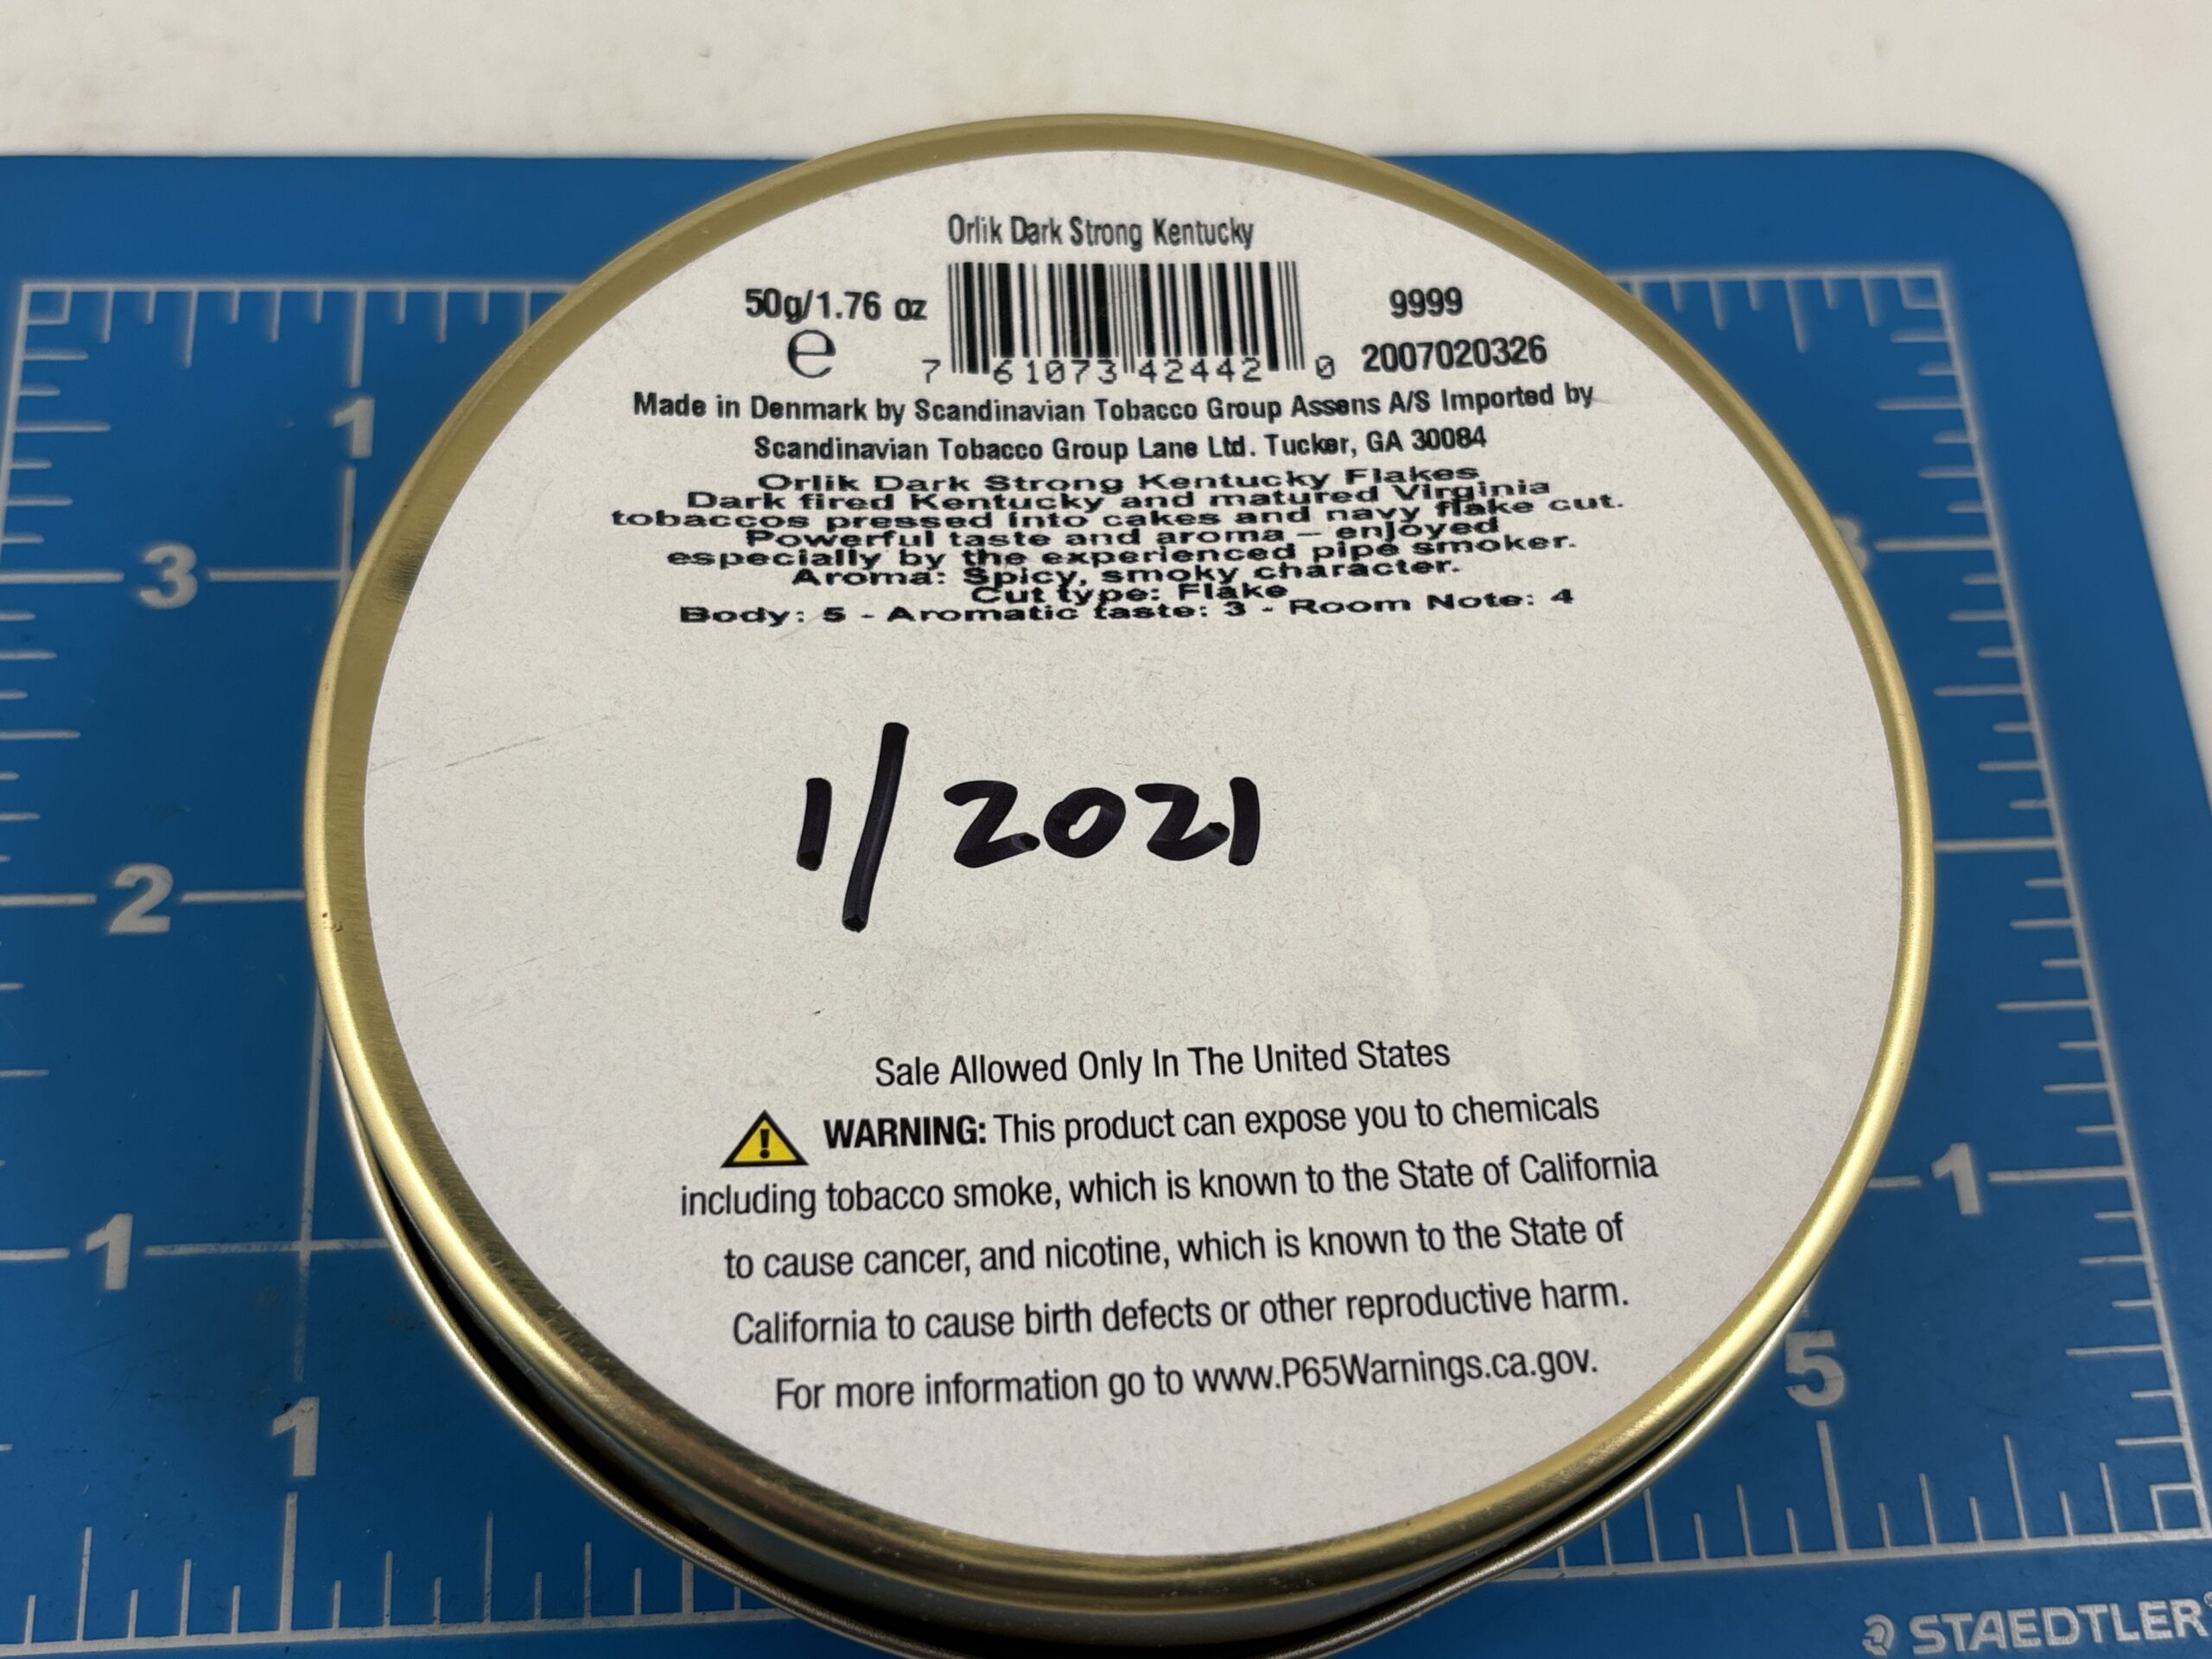 Orlik Dark Strong Kentucky
50g/1.76 oz
e
7 61073 42442 0
9999
2007020326
Made in Denmark by Scandinavian Tobacco Group Assens A/S Imported by
Scandinavian Tobacco Group Lane Ltd. Tucker, GA 30084
Orlik Dark Strong Kentucky Flakes
Dark fired Kentucky and matured Virginia
tobaccos pressed into cakes and navy flake cut.
Powerful taste and aroma – enjoyed
especially by the experienced pipe smoker.
Aroma: Spicy, smoky character.
Cut type: Flake
Body: 5 - Aromatic taste: 3 - Room Note: 4
1/2021
Sale Allowed Only In The United States
WARNING: This product can expose you to chemicals
including tobacco smoke, which is known to the State of California
to cause cancer, and nicotine, which is known to the State of
California to cause birth defects or other reproductive harm.
For more information go to www.P65Warnings.ca.gov.
1
3
2
1
1
1
5
STAEDTLER